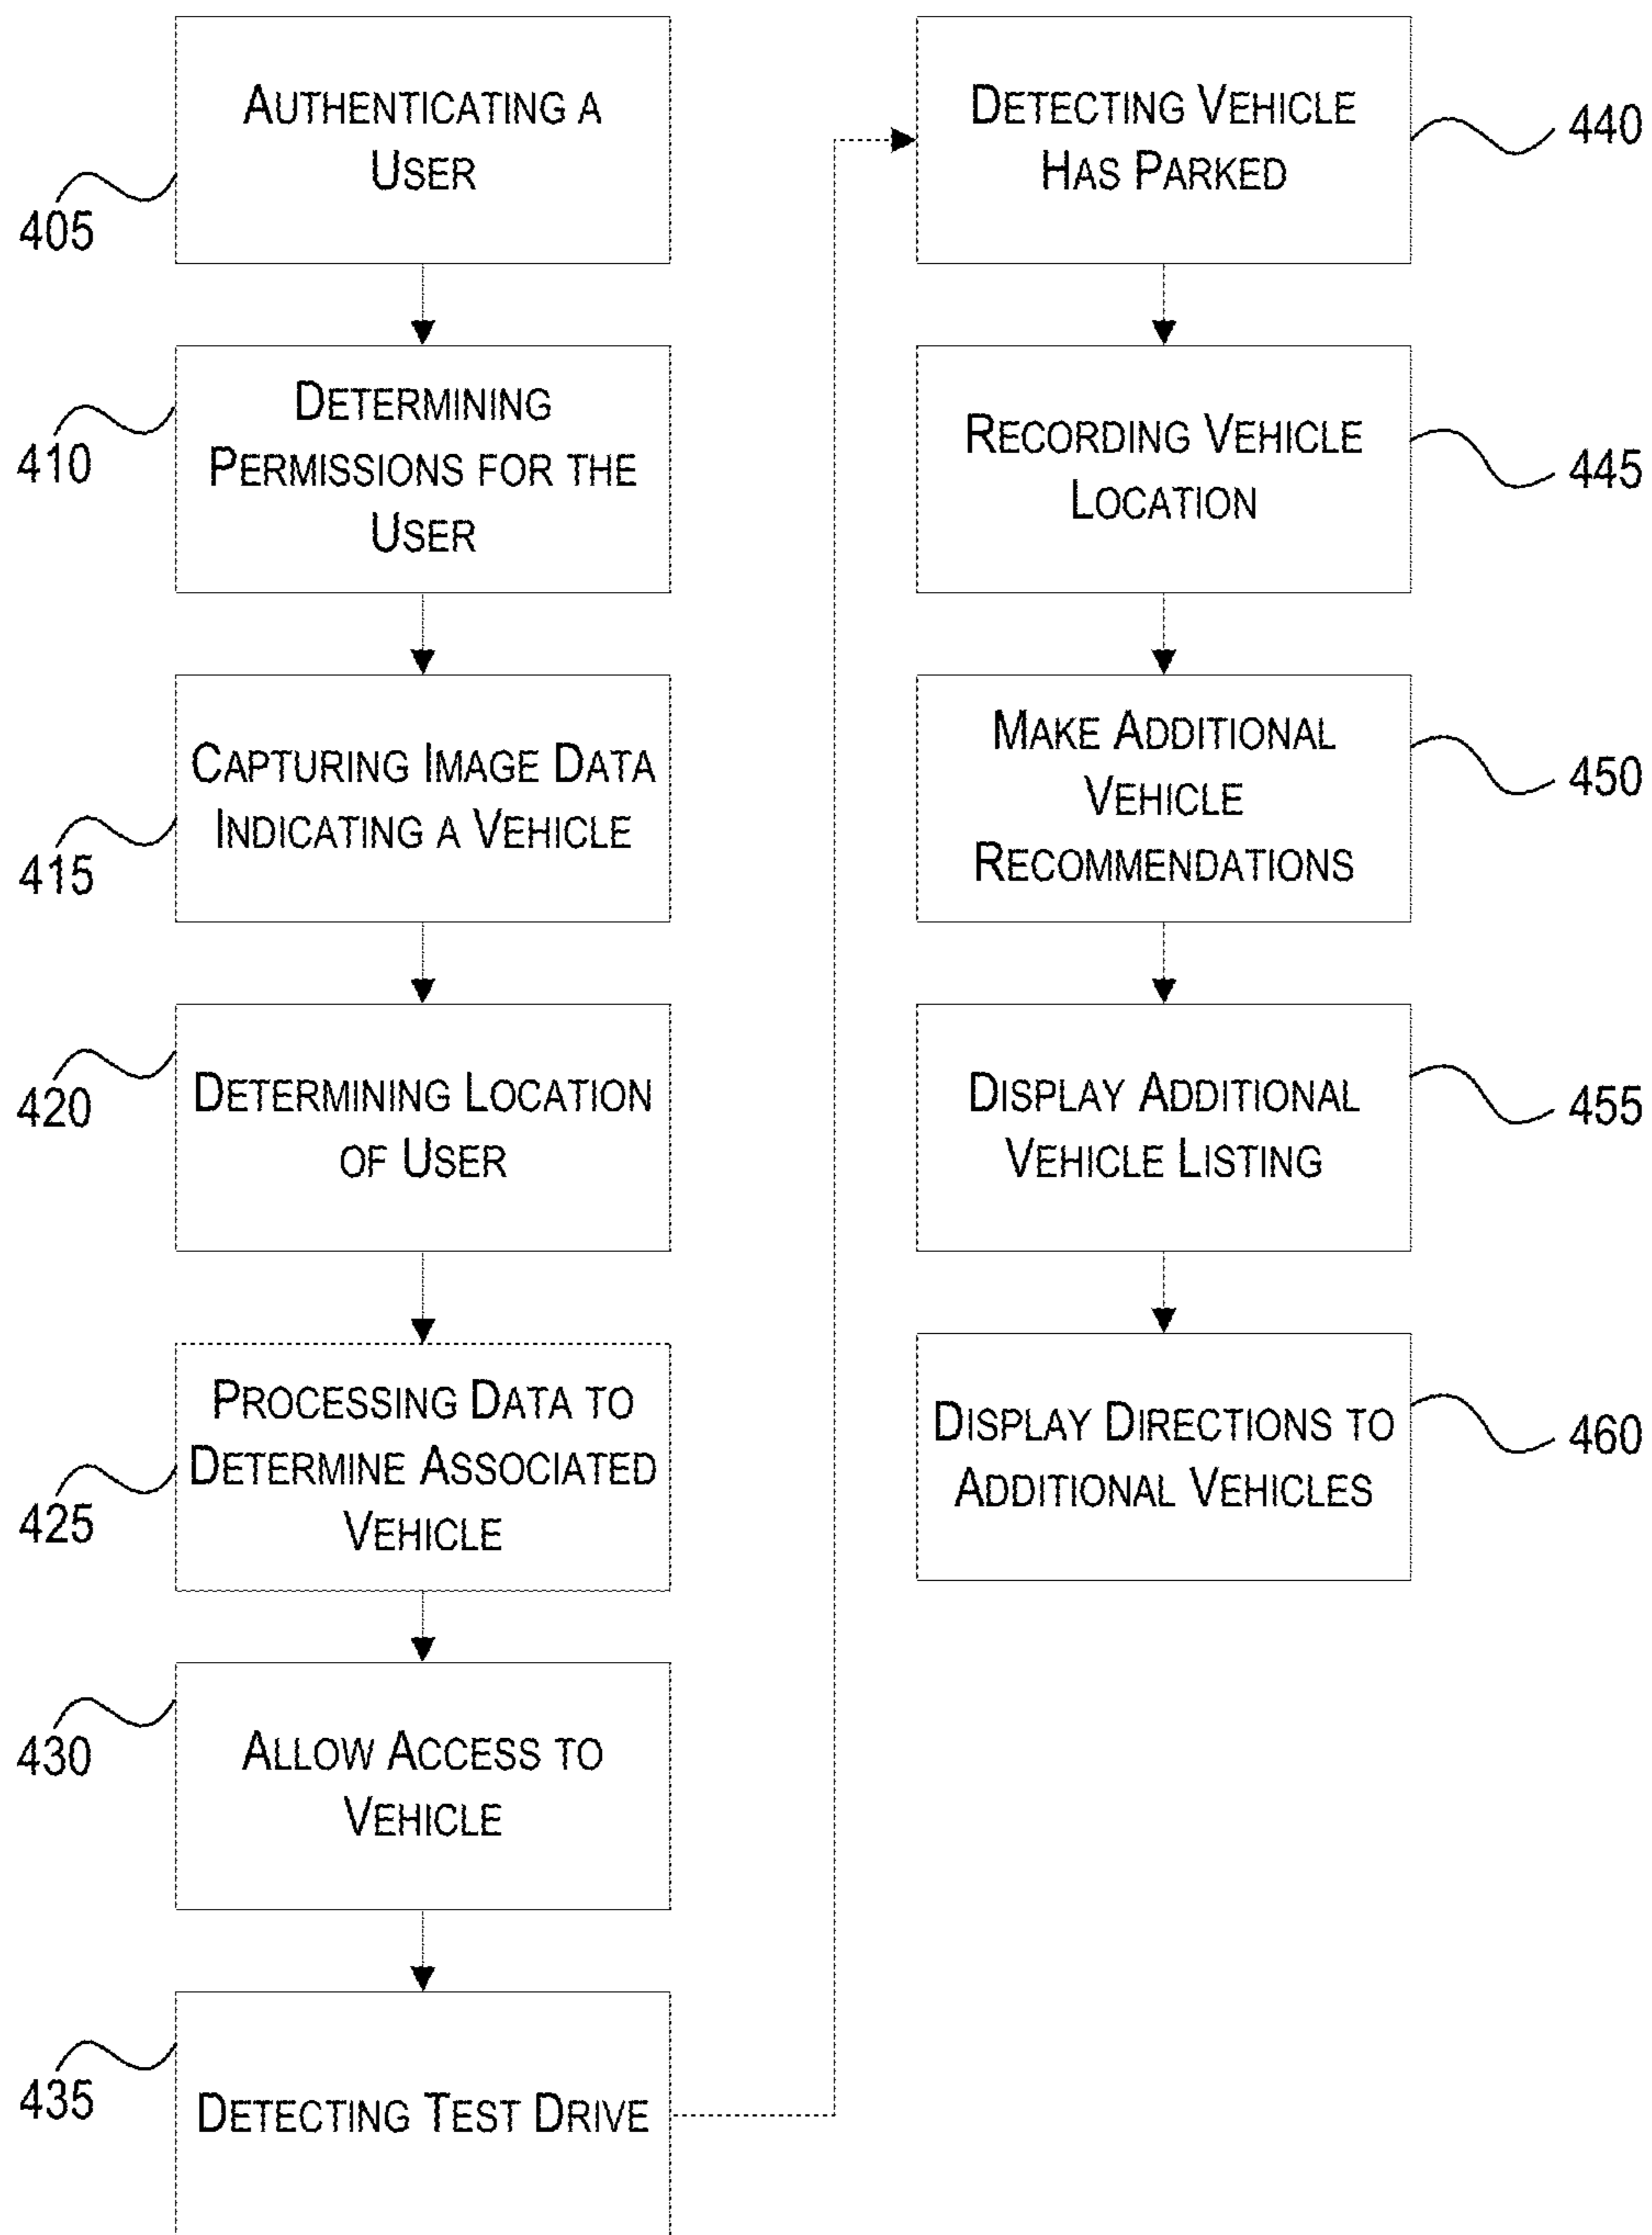 AUTHENTICATING A
USER
405
DETERMINING
PERMISSIONS FOR THE
USER
410
CAPTURING IMAGE DATA
INDICATING A VEHICLE
415
DETERMINING LOCATION
OF USER
420
PROCESSING DATA TO
DETERMINE ASSOCIATED
VEHICLE
425
ALLOW ACCESS TO
VEHICLE
430
DETECTING TEST DRIVE
435
DETECTING VEHICLE
HAS PARKED
440
RECORDING VEHICLE
LOCATION
445
MAKE ADDITIONAL
VEHICLE
RECOMMENDATIONS
450
DISPLAY ADDITIONAL
VEHICLE LISTING
455
DISPLAY DIRECTIONS TO
ADDITIONAL VEHICLES
460